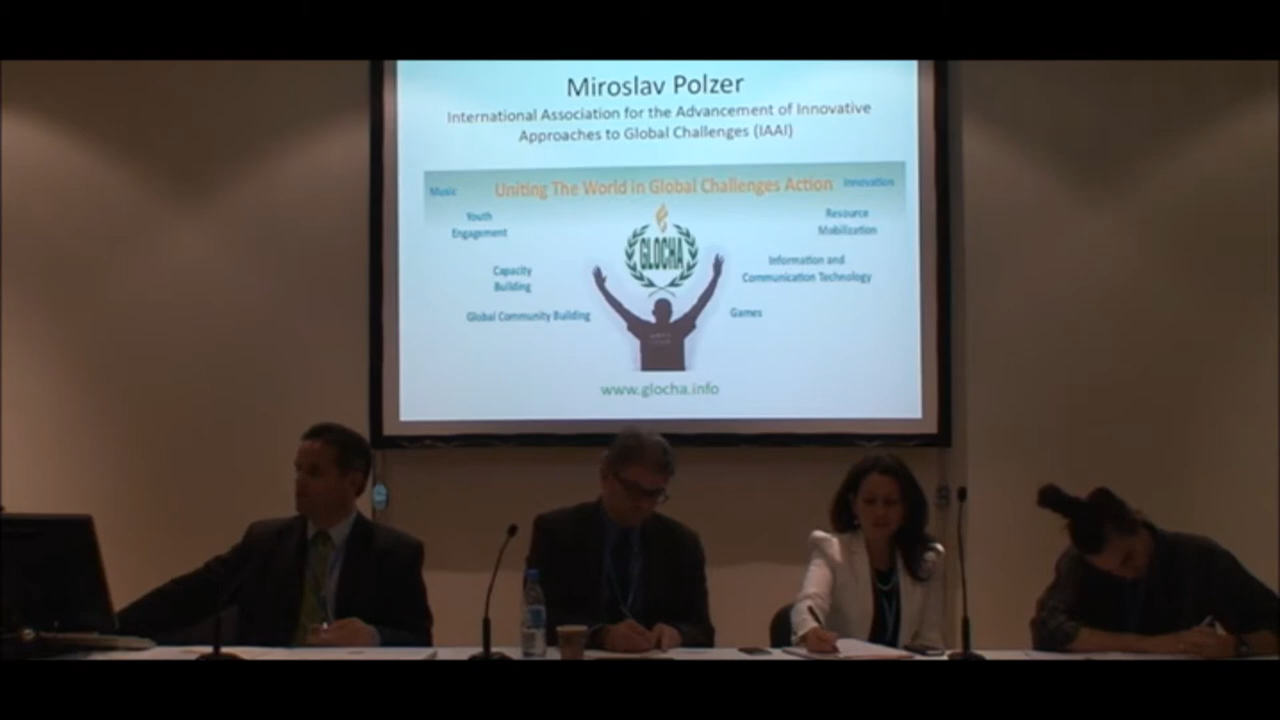 Miroslav Polzer
International Association for the Advancement of Innovative
Approaches to Global Challenges (IAAI)
Music
Uniting The World in Global Challenges Action
Innovation
Youth
Engagement
Resource
Mobilization
GLOCHA
Capacity
Building
Information and
Communication Technology
Global Community Building
Games
www.glocha.info